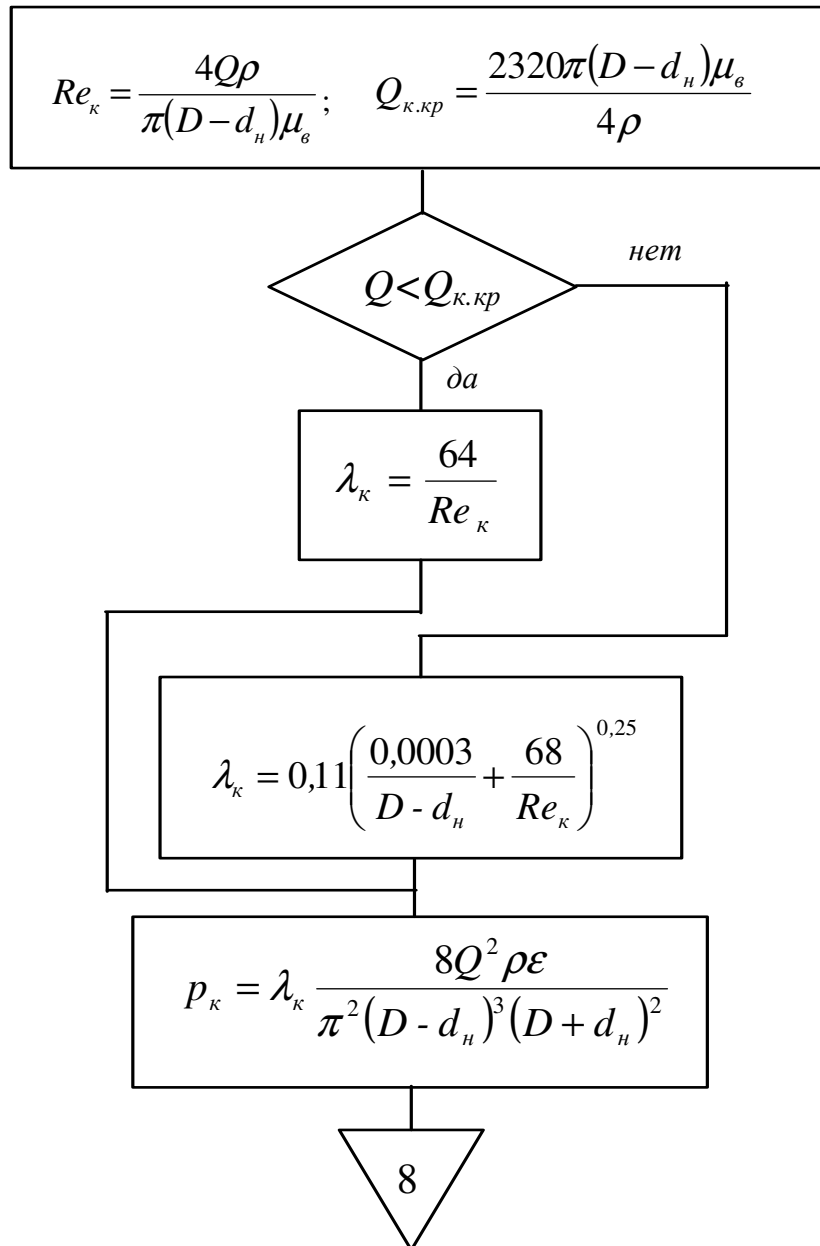 Re_к = 4Qρ / π(D − d_н)μ_в ; Q_к.кр = 2320π(D − d_н)μ_в / 4ρ
Q<Q_к.кр
нет
да
λ_к = 64 / Re_к
λ_к = 0,11(0,0003 / D - d_н + 68 / Re_к)^0,25
p_к = λ_к 8Q²ρε / π²(D - d_н)³(D + d_н)²
8